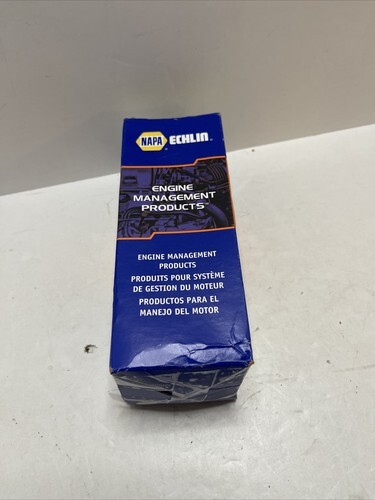 NAPA ECHLIN
ENGINE
MANAGEMENT
PRODUCTS™
ENGINE MANAGEMENT
PRODUCTS
PRODUITS POUR SYSTÈME
DE GESTION DU MOTEUR
PRODUCTOS PARA EL
MANEJO DEL MOTOR